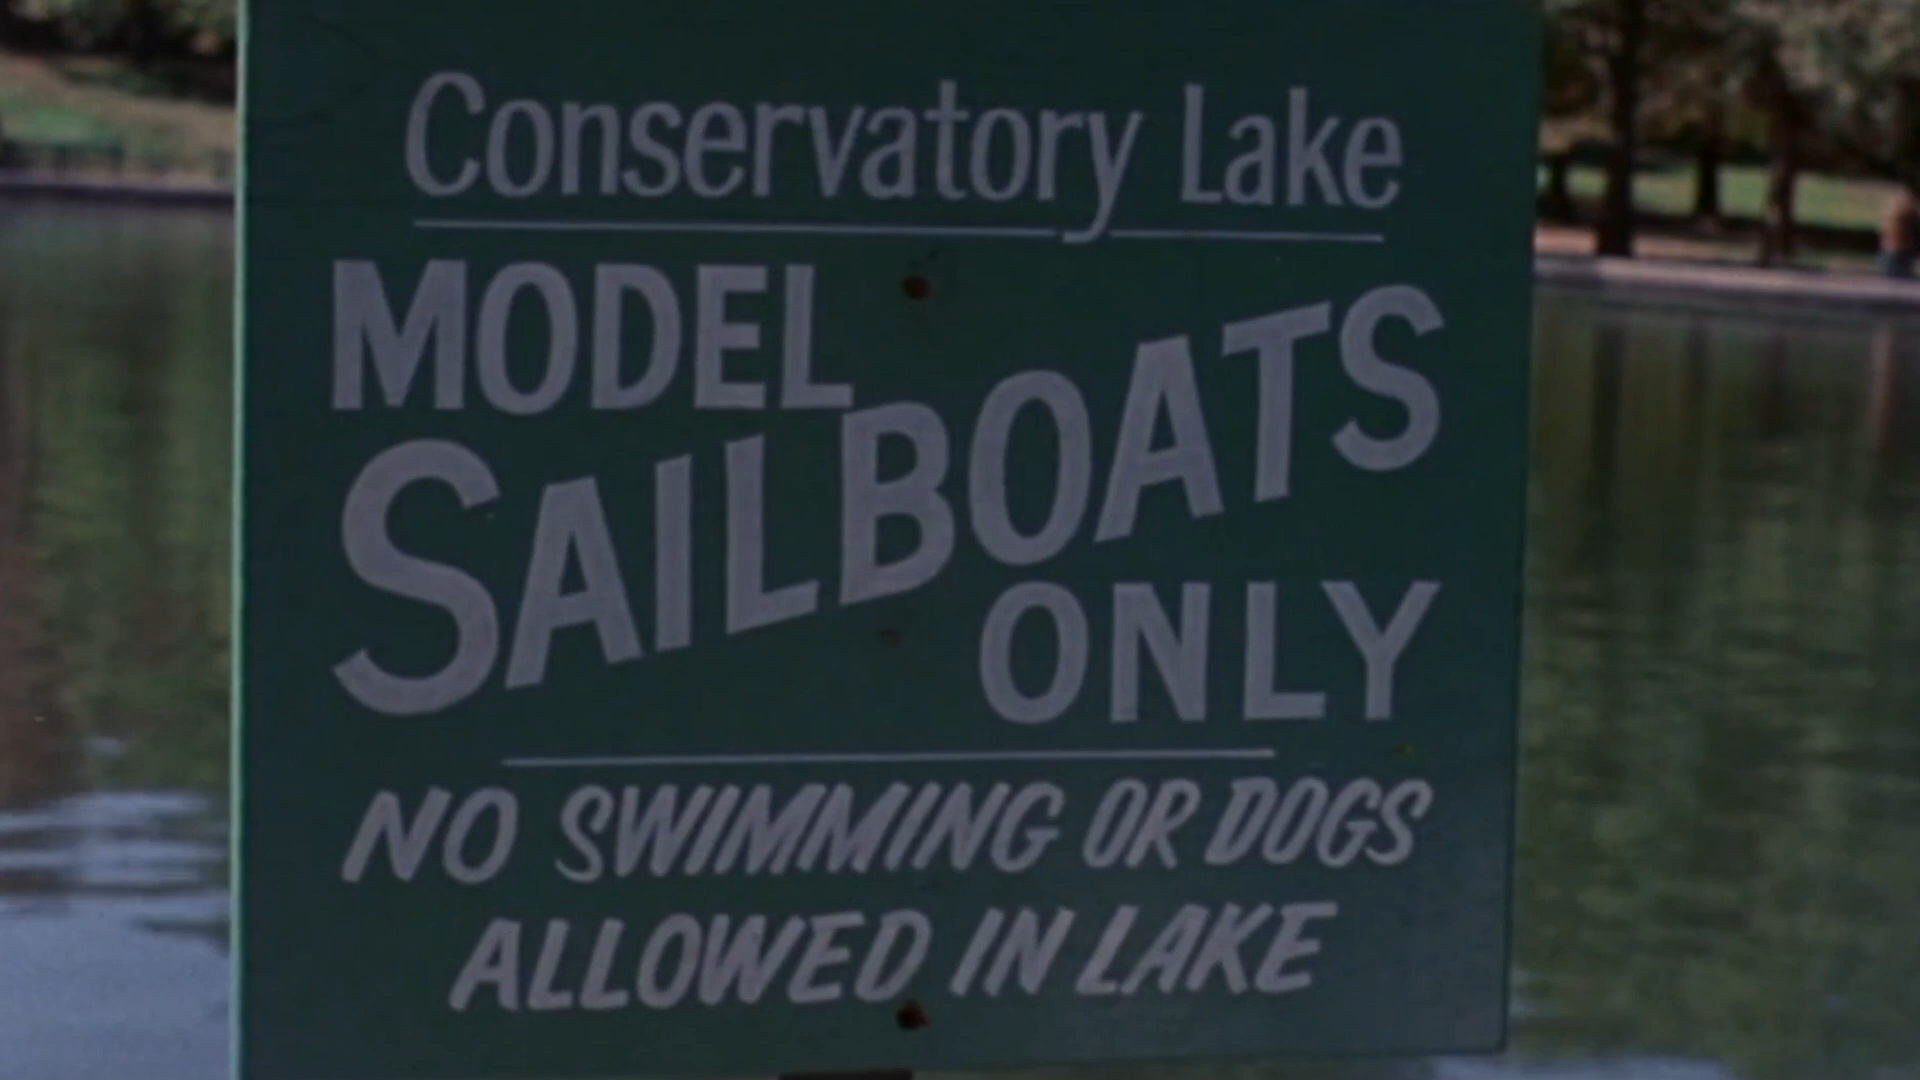 Conservatory Lake
MODEL
SAILBOATS
ONLY
NO SWIMMING OR DOGS
ALLOWED IN LAKE